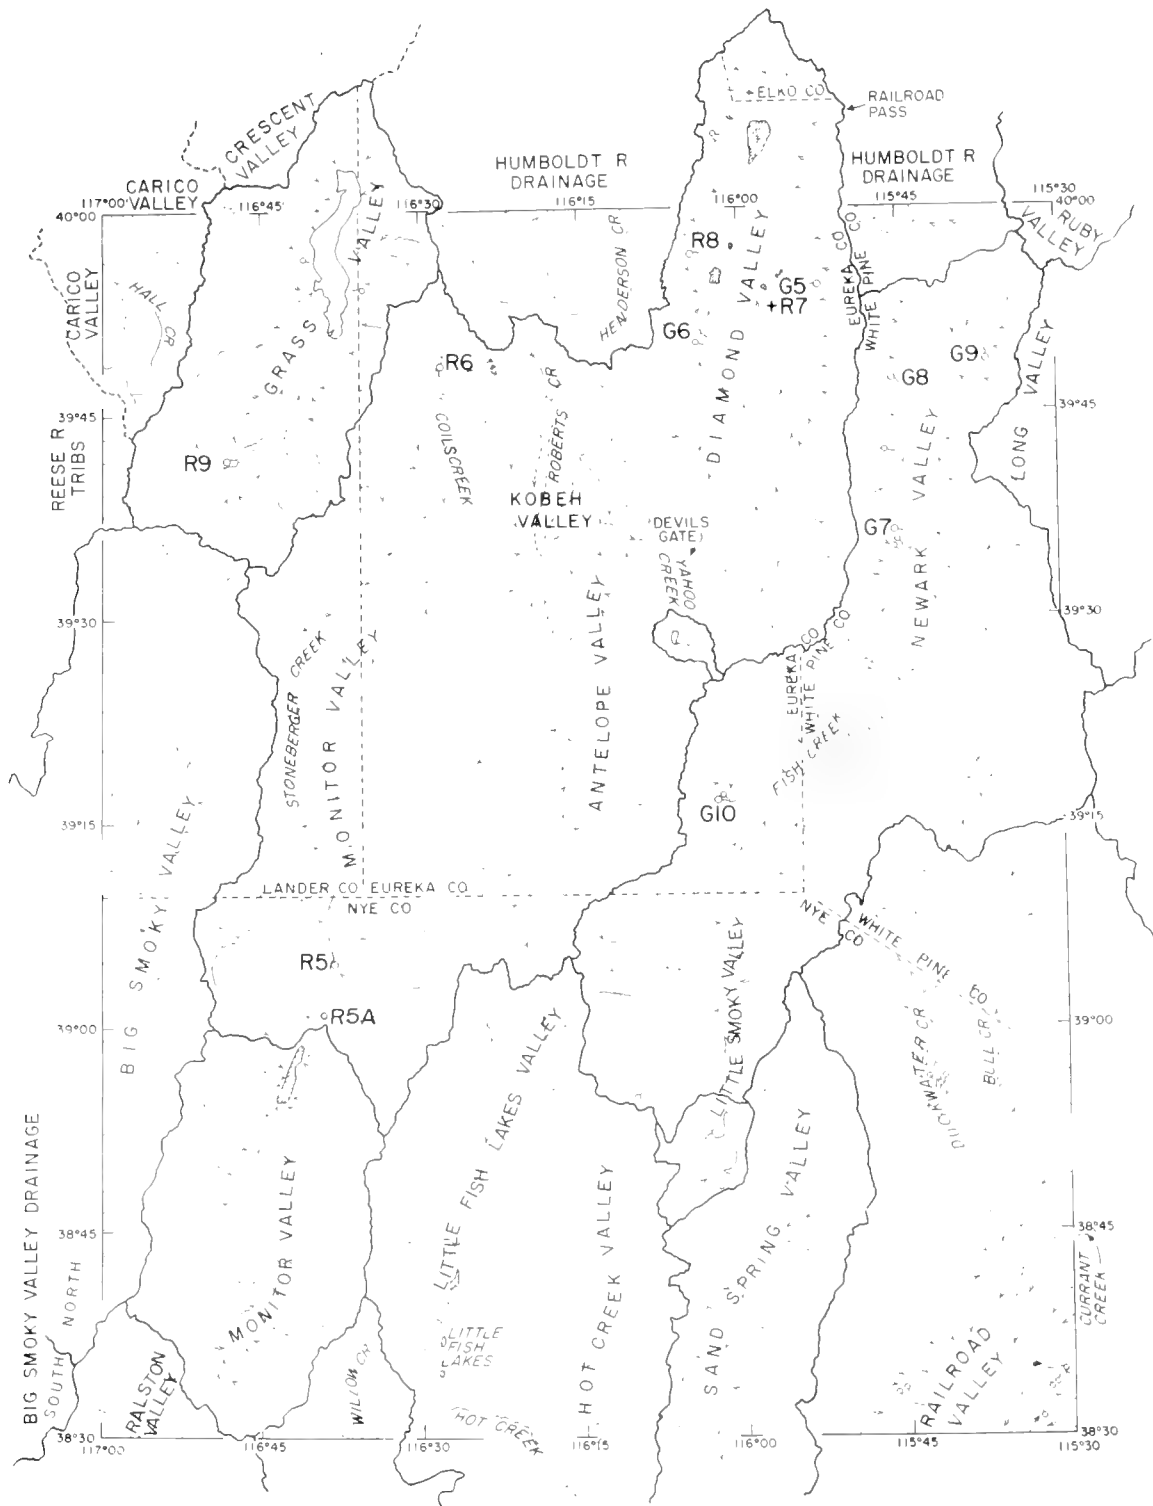 ELKO CO
RAILROAD
PASS
CRESCENT
VALLEY
HUMBOLDT R
DRAINAGE
HUMBOLDT R
DRAINAGE
CARICO
VALLEY
117°00'
116°45'
116°30
116°15'
116°00
115°45'
115°30
40°00
40°00
RUBY
VALLEY
VALLEY
GRASS
HENDERSON CR
R8
DIAMOND VALLEY
EUREKA CO
WHITE PINE CO
CARICO
VALLEY
HALL
CR
G5
+R7
G6
R6
G9
G8
LONG VALLEY
39°45
39°45
REESE R
TRIBS
R9
COILS CREEK
ROBERTS CR
KOBEH
VALLEY
(DEVILS
GATE)
YAHOO
CREEK
G7
NEWARK VALLEY
39°30
39°30
STONEBERGER CREEK
MONITOR VALLEY
ANTELOPE VALLEY
EUREKA CO
WHITE PINE CO
FISH CREEK
G10
39°15
39°15
BIG SMOKY VALLEY
LANDER CO
EUREKA CO
NYE CO
NYE CO
WHITE PINE CO
R5
R5A
39°00
39°00
LITTLE SMOKY VALLEY
DUCKWATER CR
BULL CR
BIG SMOKY VALLEY DRAINAGE
NORTH
SOUTH
MONITOR VALLEY
LITTLE FISH LAKES VALLEY
HOT CREEK VALLEY
SAND SPRING VALLEY
38°45
38°45
CURRANT
CREEK
LITTLE
FISH
LAKES
RALSTON
VALLEY
WILLOW CR
HOT CREEK
RAILROAD
VALLEY
38°30
38°30
117°00
116°45
116°30
116°15
116°00
115°45
115°30